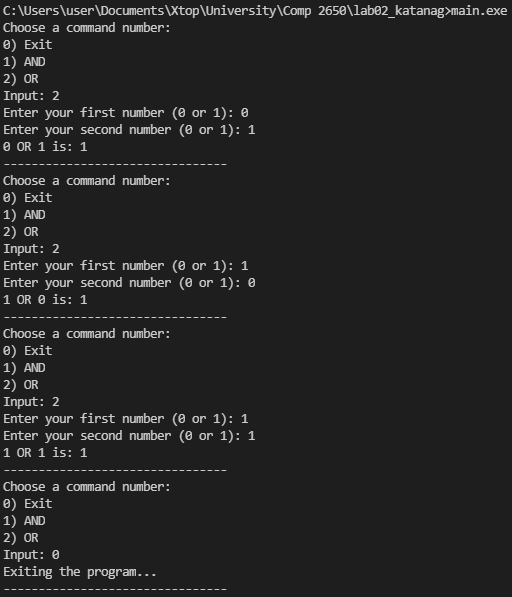 C:\Users\user\Documents\Xtop\University\Comp 2650\lab02_katanag>main.exe
Choose a command number:
0) Exit
1) AND
2) OR
Input: 2
Enter your first number (0 or 1): 0
Enter your second number (0 or 1): 1
0 OR 1 is: 1
--------------------------------
Choose a command number:
0) Exit
1) AND
2) OR
Input: 2
Enter your first number (0 or 1): 1
Enter your second number (0 or 1): 0
1 OR 0 is: 1
--------------------------------
Choose a command number:
0) Exit
1) AND
2) OR
Input: 2
Enter your first number (0 or 1): 1
Enter your second number (0 or 1): 1
1 OR 1 is: 1
--------------------------------
Choose a command number:
0) Exit
1) AND
2) OR
Input: 0
Exiting the program...
--------------------------------